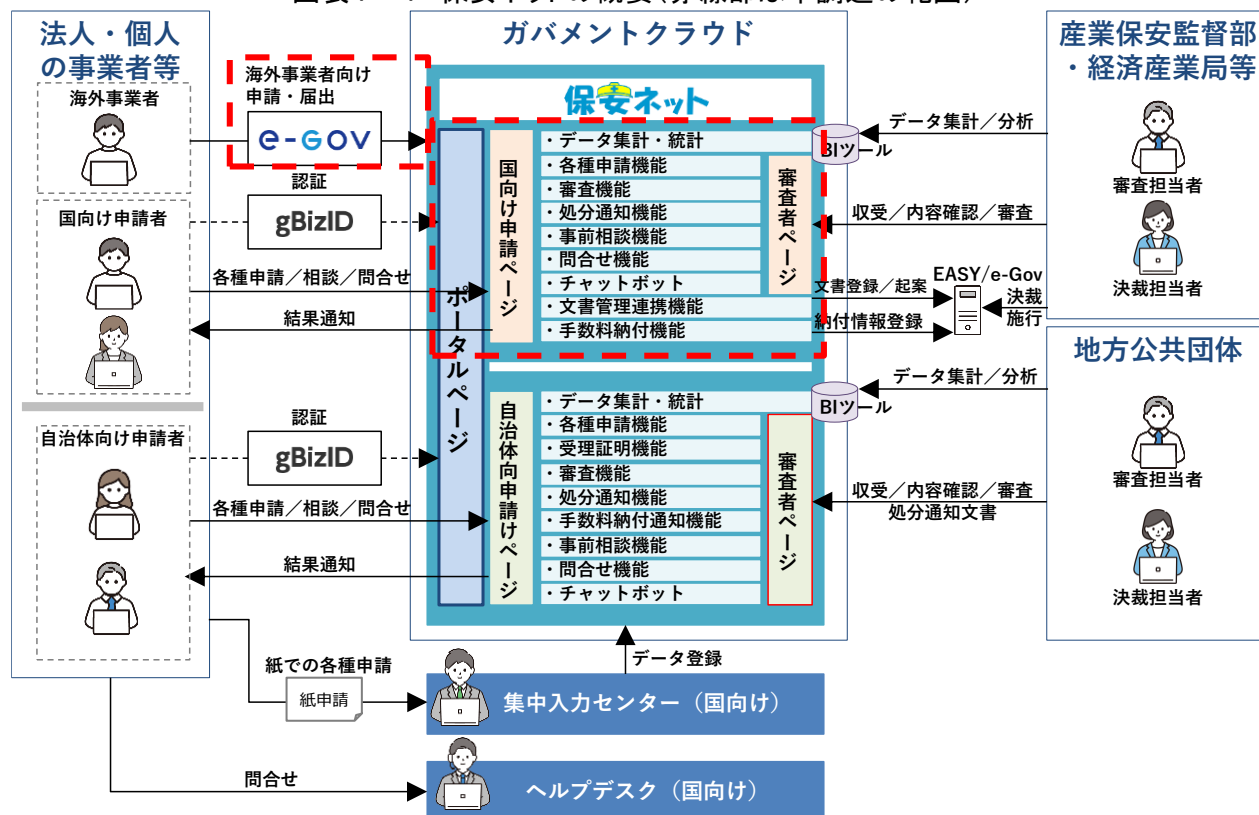 法人・個人
の事業者等
海外事業者
国向け申請者
自治体向け申請者
海外事業者向け
申請・届出
e-GOV
認証
gBizID
各種申請／相談／問合せ
結果通知
認証
gBizID
各種申請／相談／問合せ
結果通知
紙での各種申請
紙申請
問合せ
ガバメントクラウド
保安ネット
ポータルページ
国向け申請ページ
・データ集計・統計
・各種申請機能
・審査機能
・処分通知機能
・事前相談機能
・問合せ機能
・チャットボット
・文書管理連携機能
・手数料納付機能
審査者ページ
BIツール
自治体向申請けページ
・データ集計・統計
・各種申請機能
・受理証明機能
・審査機能
・処分通知機能
・手数料納付通知機能
・事前相談機能
・問合せ機能
・チャットボット
審査者ページ
BIツール
データ登録
集中入力センター（国向け）
ヘルプデスク（国向け）
データ集計／分析
収受／内容確認／審査
文書登録／起案
納付情報登録
EASY/e-Gov
決裁
施行
データ集計／分析
収受／内容確認／審査
処分通知文書
産業保安監督部
・経済産業局等
審査担当者
決裁担当者
地方公共団体
審査担当者
決裁担当者